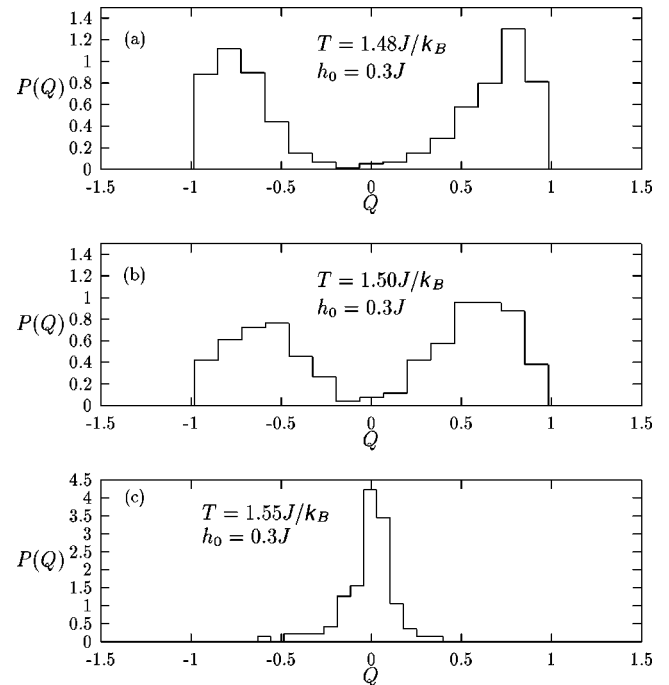 1.4
(a)
T = 1.48J/k_B
1.2
h₀ = 0.3J
1
P(Q)
0.8
0.6
0.4
0.2
0
-1.5 -1 -0.5 0 0.5 1 1.5
Q
1.4
(b)
T = 1.50J/k_B
1.2
h₀ = 0.3J
1
P(Q)
0.8
0.6
0.4
0.2
0
-1.5 -1 -0.5 0 0.5 1 1.5
Q
4.5
(c)
4
T = 1.55J/k_B
3.5
h₀ = 0.3J
3
2.5
P(Q)
2
1.5
1
0.5
0
-1.5 -1 -0.5 0 0.5 1 1.5
Q